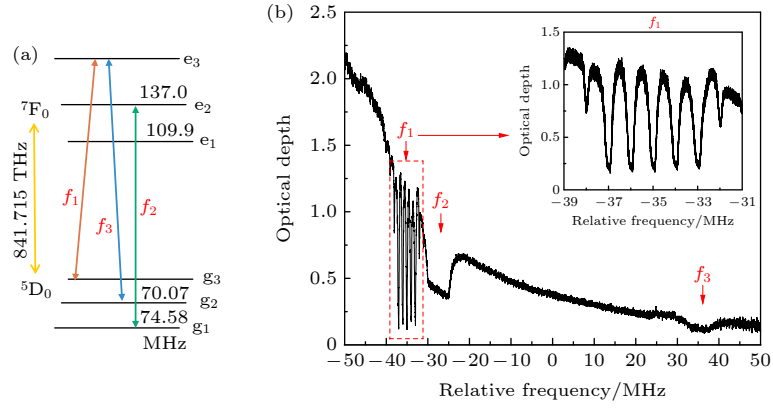 (a)
e3
137.0
⁷F₀
e2
109.9
e1
841.715 THz
f1
f3
f2
g3
⁵D₀
70.07
g2
74.58
g1
MHz
(b)
2.5
2.0
1.5
1.0
0.5
0
Optical depth
−50 −40 −30 −20 −10 0 10 20 30 40 50
Relative frequency/MHz
f1
f2
f3
f1
1.5
1.0
0.5
0
Optical depth
−39 −37 −35 −33 −31
Relative frequency/MHz